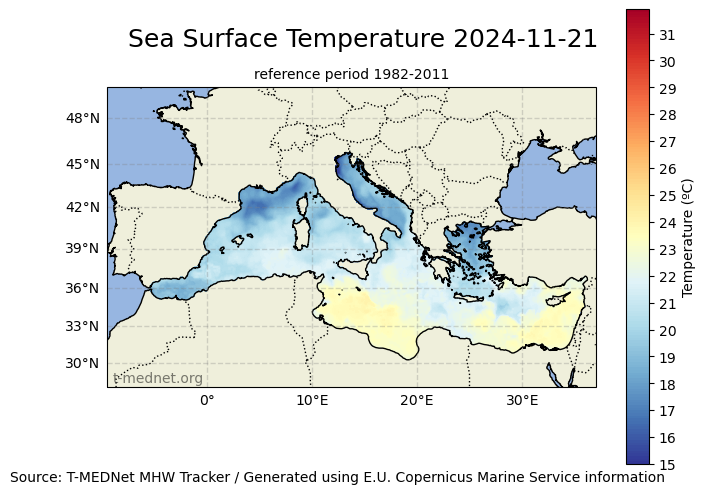 Sea Surface Temperature 2024-11-21
reference period 1982-2011
48°N
45°N
42°N
39°N
36°N
33°N
30°N
t-mednet.org
0°
10°E
20°E
30°E
31
30
29
28
27
26
25
24
23
22
21
20
19
18
17
16
15
Temperature (ºC)
Source: T-MEDNet MHW Tracker / Generated using E.U. Copernicus Marine Service information